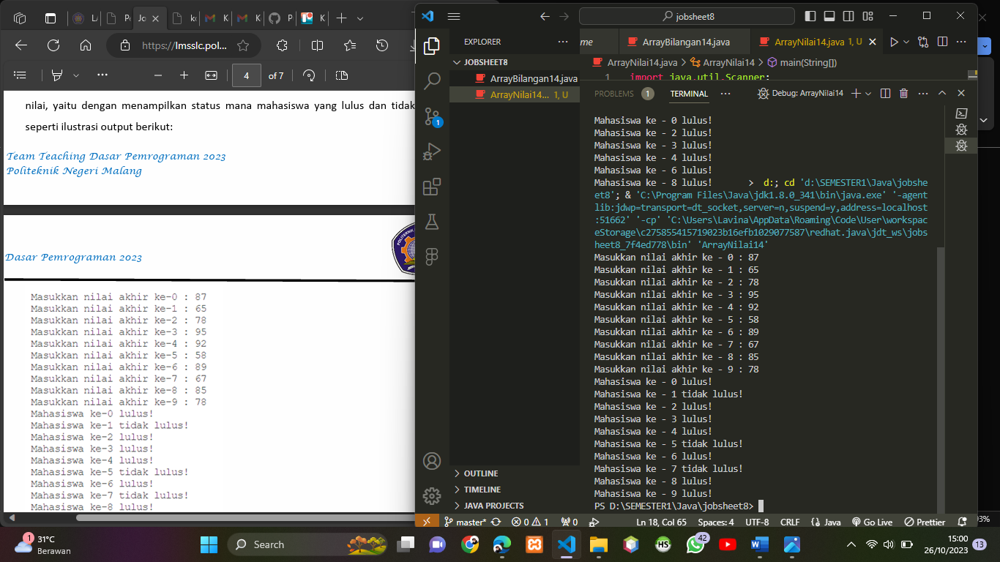 L
P
Jo
k
K
K
P
K
https://lmsslc.pol...
4 of 7
nilai, yaitu dengan menampilkan status mana mahasiswa yang lulus dan tidak
seperti ilustrasi output berikut:
Team Teaching Dasar Pemrograman 2023
Politeknik Negeri Malang
Dasar Pemrograman 2023
Masukkan nilai akhir ke-0 : 87
Masukkan nilai akhir ke-1 : 65
Masukkan nilai akhir ke-2 : 78
Masukkan nilai akhir ke-3 : 95
Masukkan nilai akhir ke-4 : 92
Masukkan nilai akhir ke-5 : 58
Masukkan nilai akhir ke-6 : 89
Masukkan nilai akhir ke-7 : 67
Masukkan nilai akhir ke-8 : 85
Masukkan nilai akhir ke-9 : 78
Mahasiswa ke-0 lulus!
Mahasiswa ke-1 tidak lulus!
Mahasiswa ke-2 lulus!
Mahasiswa ke-3 lulus!
Mahasiswa ke-4 lulus!
Mahasiswa ke-5 tidak lulus!
Mahasiswa ke-6 lulus!
Mahasiswa ke-7 tidak lulus!
Mahasiswa ke-8 lulus!
jobsheet8
EXPLORER
JOBSHEET8
ArrayBilangan14.java
ArrayNilai14... 1, U
OUTLINE
TIMELINE
JAVA PROJECTS
me
ArrayBilangan14.java
ArrayNilai14.java 1, U
ArrayNilai14.java > ArrayNilai14 > main(String[])
1 import java.util.Scanner;
PROBLEMS 1 TERMINAL Debug: ArrayNilai14
Mahasiswa ke - 0 lulus!
Mahasiswa ke - 2 lulus!
Mahasiswa ke - 3 lulus!
Mahasiswa ke - 4 lulus!
Mahasiswa ke - 6 lulus!
Mahasiswa ke - 8 lulus! > d:; cd 'd:\SEMESTER1\Java\jobshe
et8'; & 'C:\Program Files\Java\jdk1.8.0_341\bin\java.exe' '-agent
lib:jdwp=transport=dt_socket,server=n,suspend=y,address=localhost
:51662' '-cp' 'C:\Users\Lavina\AppData\Roaming\Code\User\workspac
eStorage\c275855415719023b16efb1029077587\redhat.java\jdt_ws\jobs
heet8_7f4ed778\bin' 'ArrayNilai14'
Masukkan nilai akhir ke - 0 : 87
Masukkan nilai akhir ke - 1 : 65
Masukkan nilai akhir ke - 2 : 78
Masukkan nilai akhir ke - 3 : 95
Masukkan nilai akhir ke - 4 : 92
Masukkan nilai akhir ke - 5 : 58
Masukkan nilai akhir ke - 6 : 89
Masukkan nilai akhir ke - 7 : 67
Masukkan nilai akhir ke - 8 : 85
Masukkan nilai akhir ke - 9 : 78
Mahasiswa ke - 0 lulus!
Mahasiswa ke - 1 tidak lulus!
Mahasiswa ke - 2 lulus!
Mahasiswa ke - 3 lulus!
Mahasiswa ke - 4 lulus!
Mahasiswa ke - 5 tidak lulus!
Mahasiswa ke - 6 lulus!
Mahasiswa ke - 7 tidak lulus!
Mahasiswa ke - 8 lulus!
Mahasiswa ke - 9 lulus!
PS D:\SEMESTER1\Java\jobsheet8>
1
master* 0 1 0 Ln 18, Col 65 Spaces: 4 UTF-8 CRLF {} Java Go Live Prettier
93%
1
31°C
Berawan
Search
HS
42
15:00
26/10/2023
13